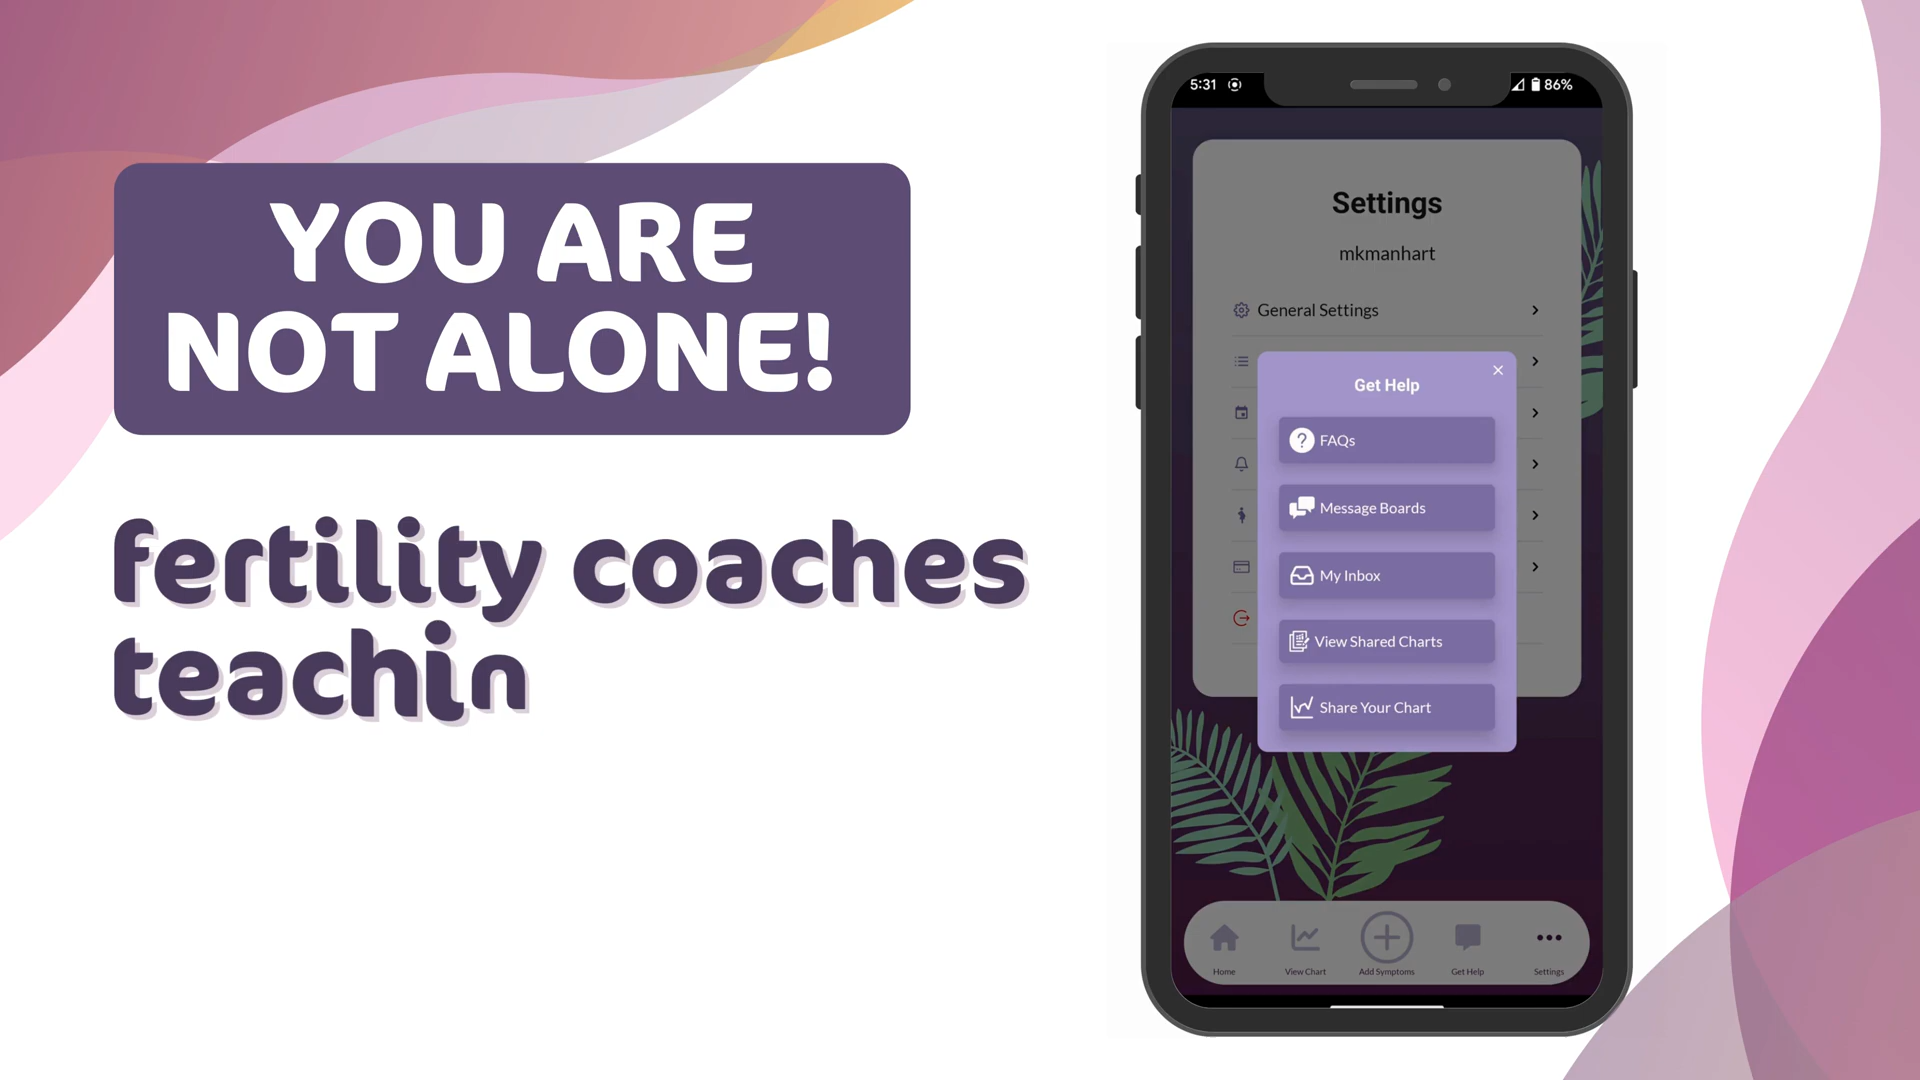 YOU ARE
NOT ALONE!
fertility coaches
teachin
5:31
86%
Settings
mkmanhart
General Settings
Get Help
FAQs
Message Boards
My Inbox
View Shared Charts
Share Your Chart
Home
View Chart
Add Symptoms
Get Help
Settings